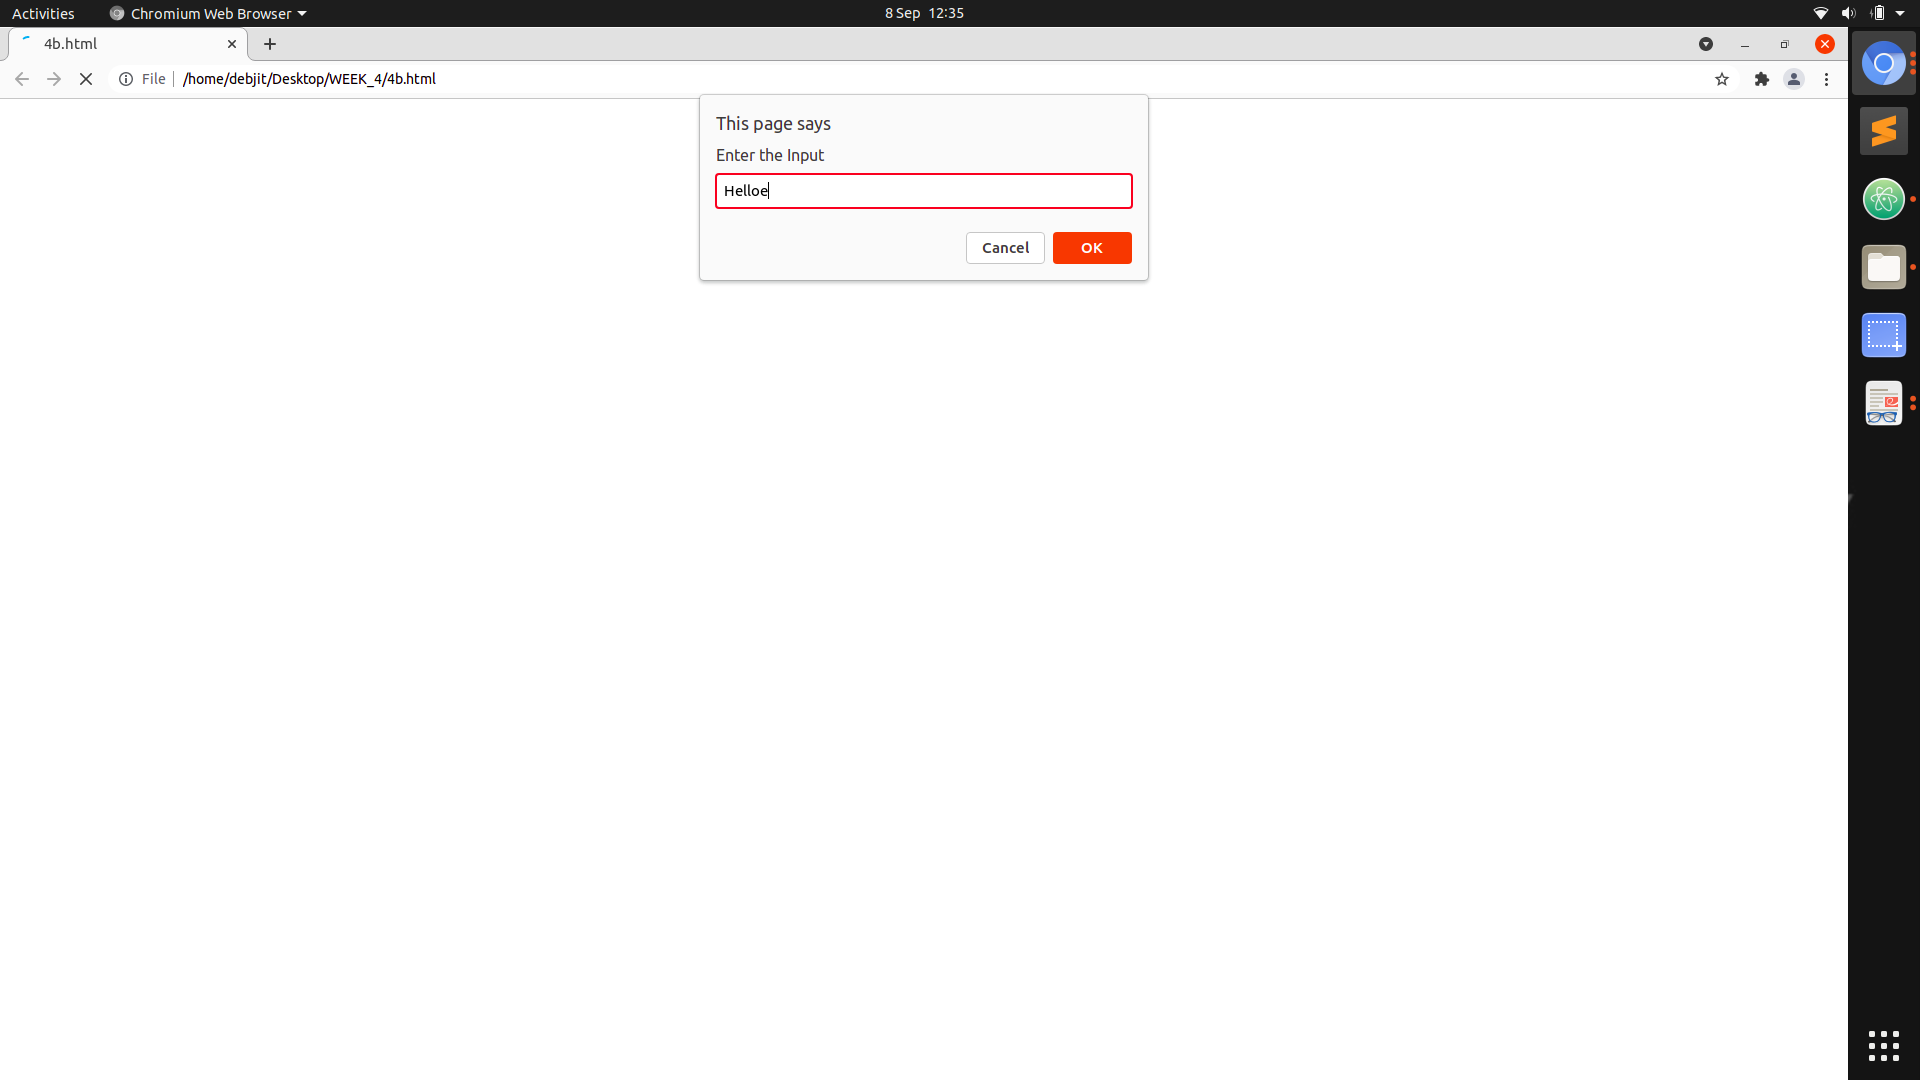 Activities
Chromium Web Browser
8 Sep 12:35
4b.html
File
/home/debjit/Desktop/WEEK_4/4b.html
This page says
Enter the Input
Helloe
Cancel
OK